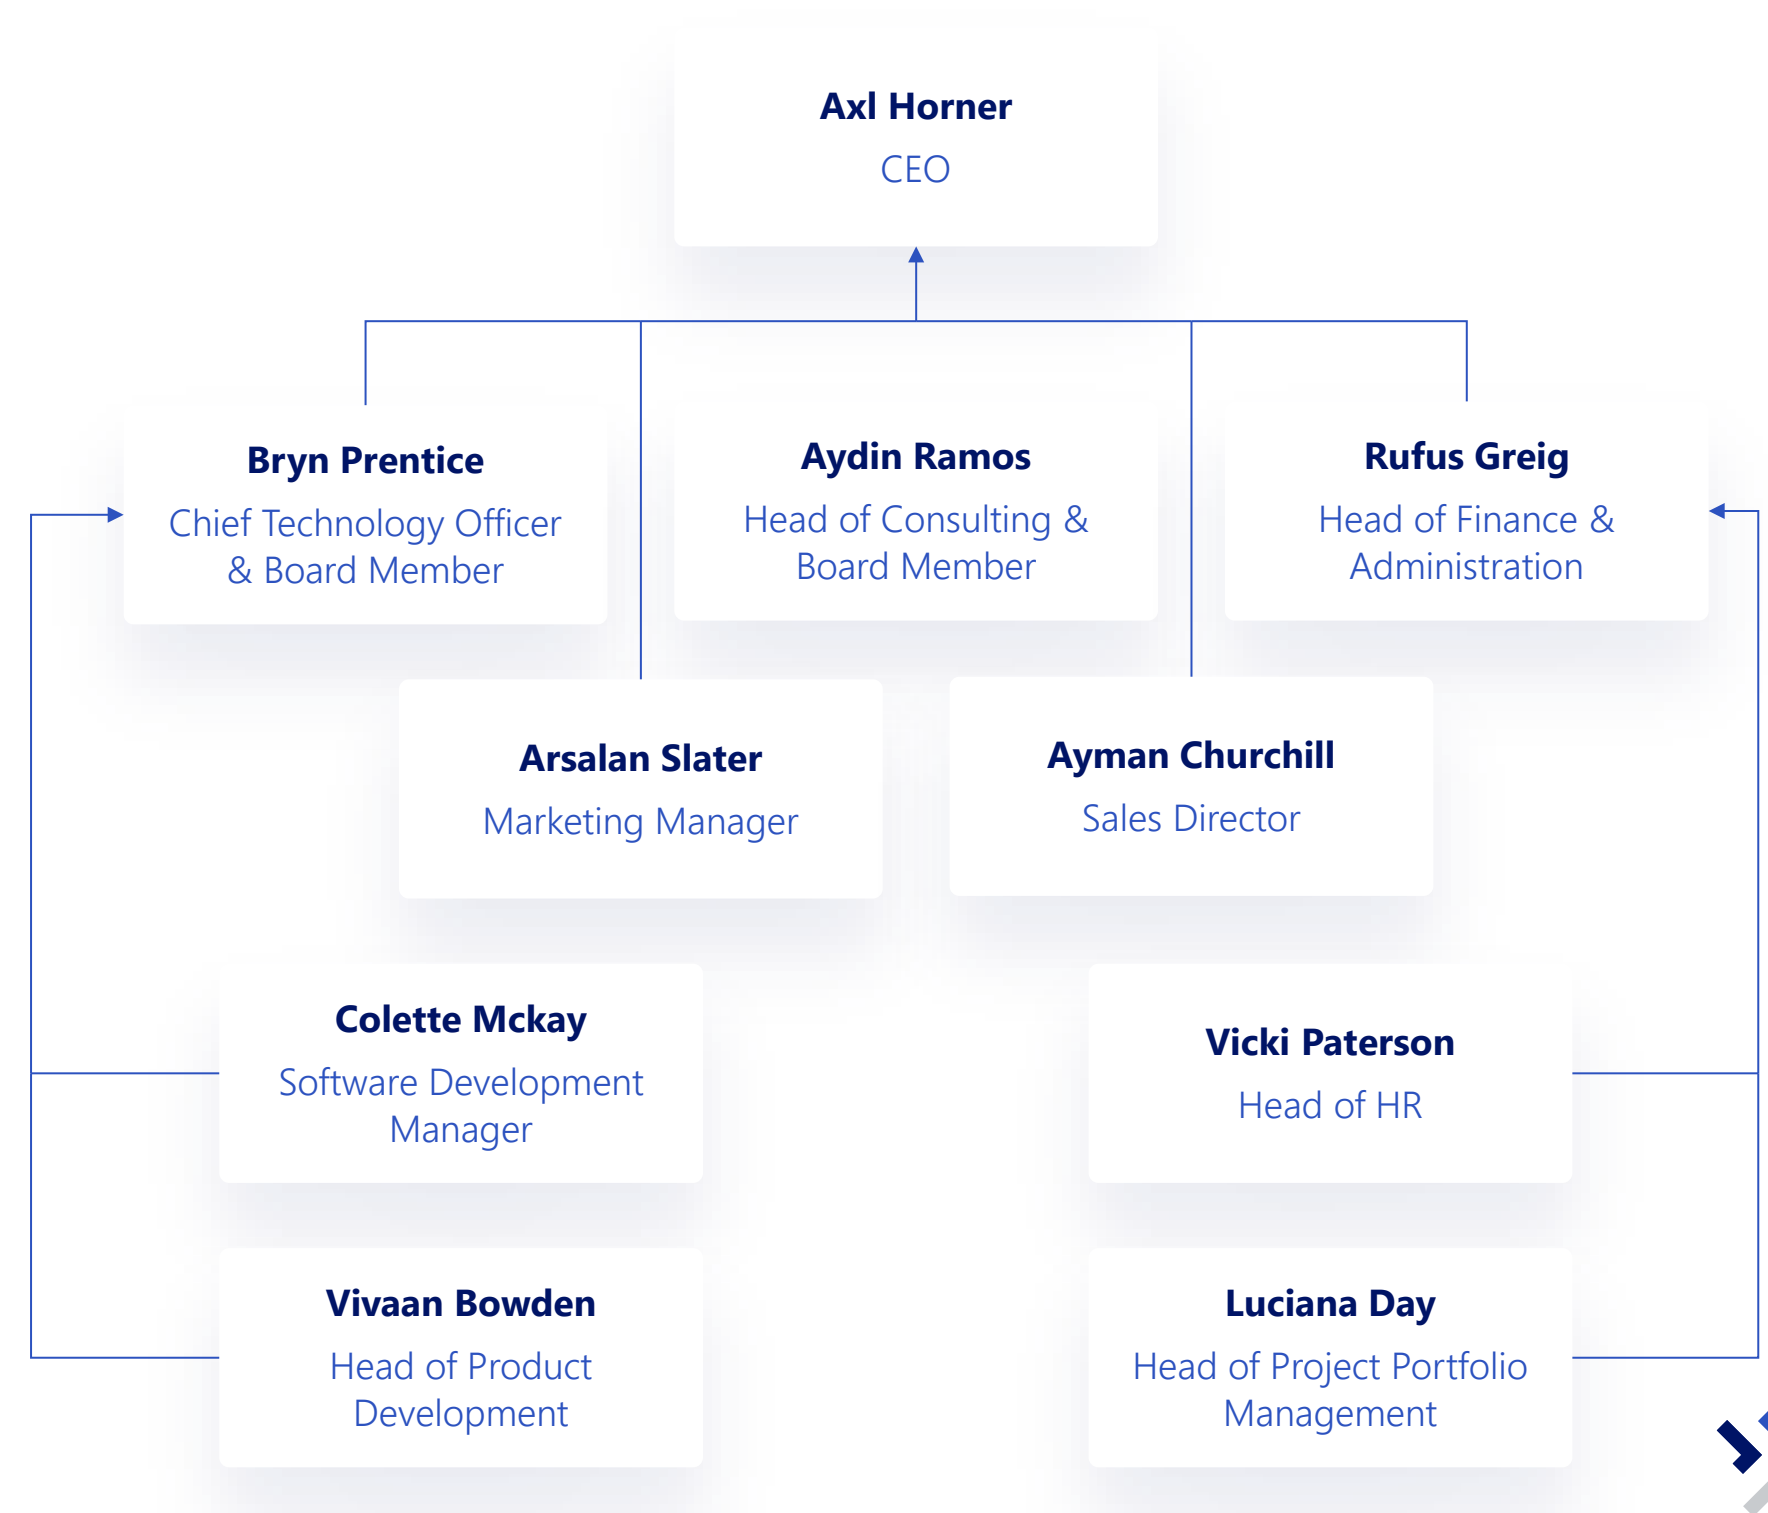 Axl Horner
CEO
Bryn Prentice
Chief Technology Officer
& Board Member
Aydin Ramos
Head of Consulting &
Board Member
Rufus Greig
Head of Finance &
Administration
Arsalan Slater
Marketing Manager
Ayman Churchill
Sales Director
Colette Mckay
Software Development
Manager
Vicki Paterson
Head of HR
Vivaan Bowden
Head of Product
Development
Luciana Day
Head of Project Portfolio
Management